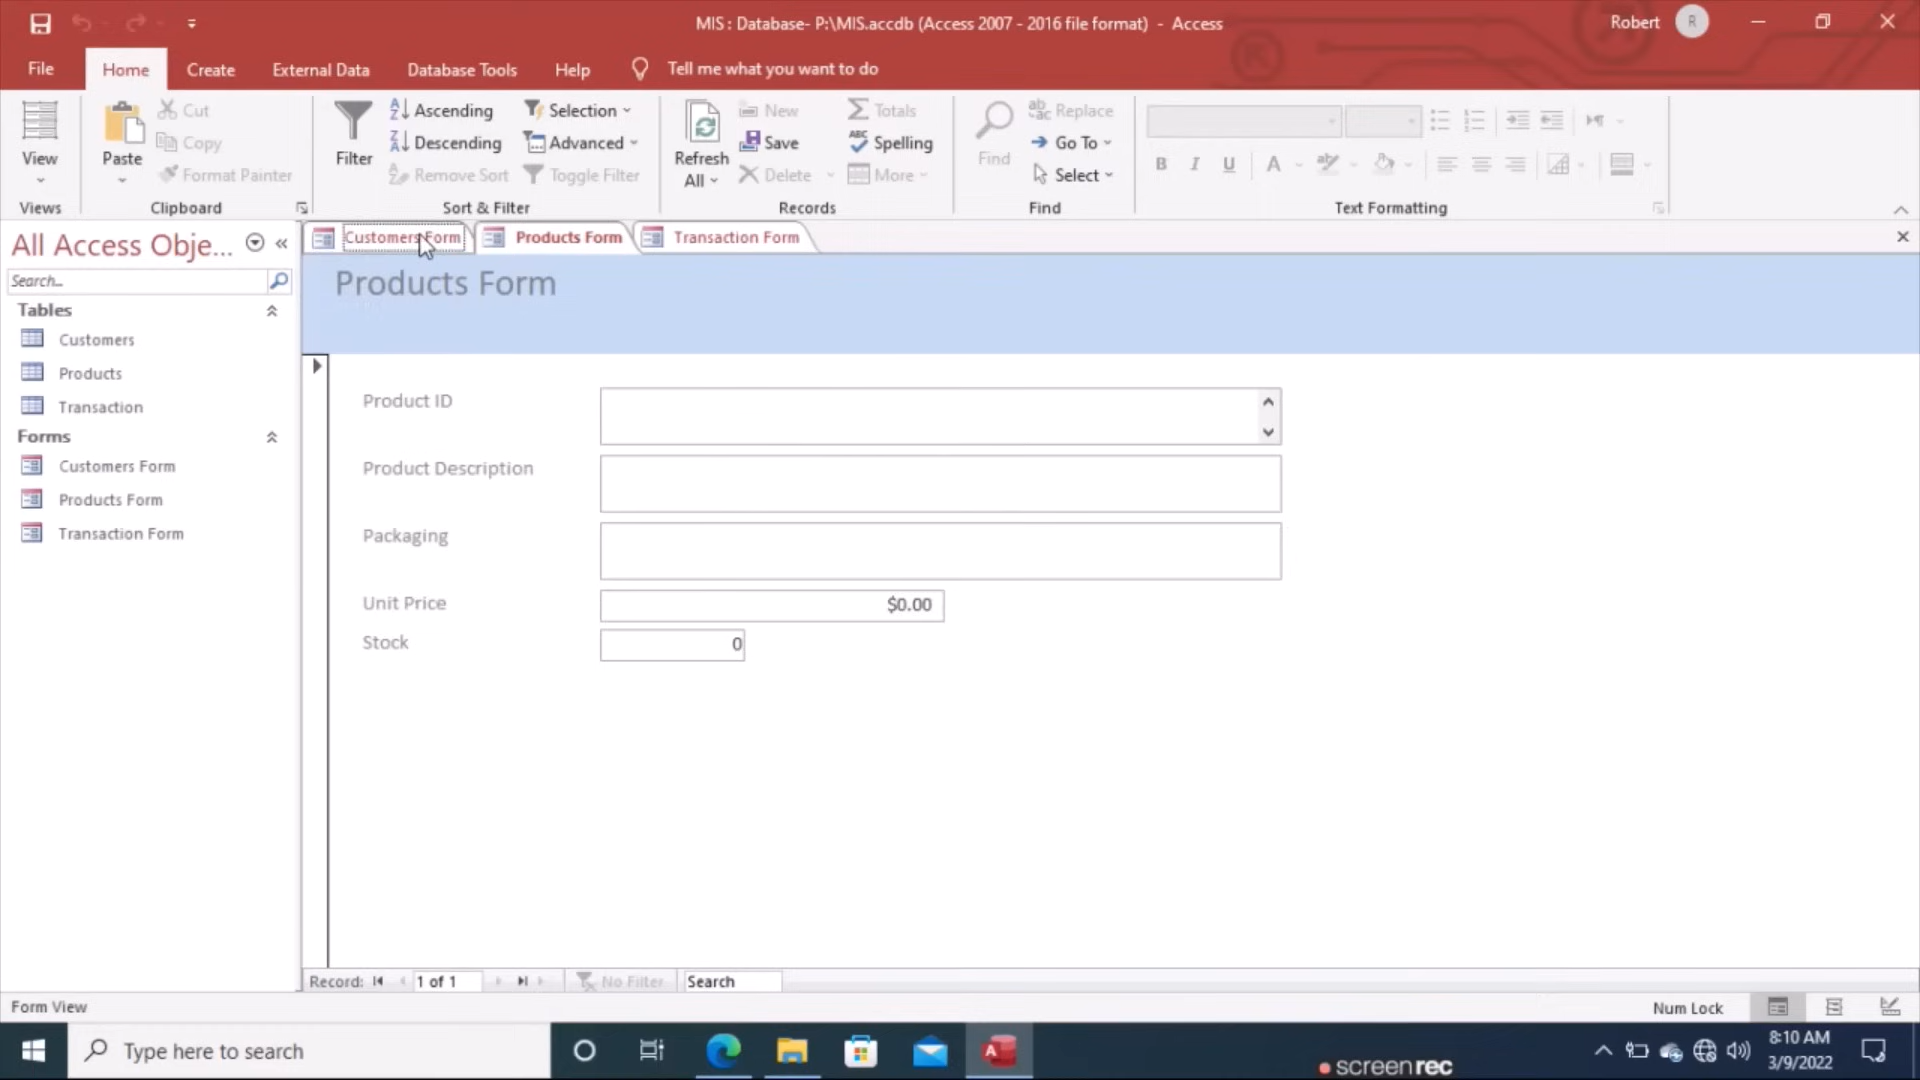 MIS : Database- P:\MIS.accdb (Access 2007 - 2016 file format) - Access
Robert R
File Home Create External Data Database Tools Help Tell me what you want to do
View
Views
Paste
Cut
Copy
Format Painter
Clipboard
Filter
Ascending
Descending
Remove Sort
Selection
Advanced
Toggle Filter
Sort & Filter
Refresh
All
New
Save
Delete
Totals
Spelling
More
Records
Find
Replace
Go To
Select
Find
B I U A
Text Formatting
All Access Obje...
Search...
Tables
Customers
Products
Transaction
Forms
Customers Form
Products Form
Transaction Form
Customers Form Products Form Transaction Form
Products Form
Product ID
Product Description
Packaging
Unit Price $0.00
Stock 0
Record: 1 of 1 No Filter Search
Form View
Num Lock
Type here to search
screenrec
8:10 AM
3/9/2022